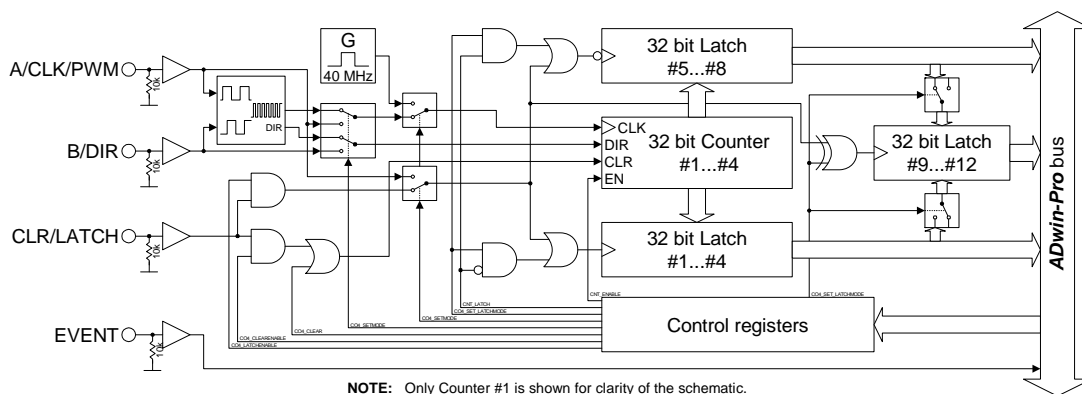 G
40 MHz
A/CLK/PWM
10k
DIR
B/DIR
10k
CLR/LATCH
10k
EVENT
10k
32 bit Latch
#5...#8
CLK
DIR
CLR
EN
32 bit Counter
#1...#4
32 bit Latch
#9...#12
32 bit Latch
#1...#4
CNT_ENABLE
CO4_SET_LATCHMODE
CNT_LATCH
CO4_SET_LATCHMODE
CO4_SETMODE
CO4_SETMODE
CO4_CLEAR
CO4_CLEARENABLE
CO4_LATCHENABLE
Control registers
ADwin-Pro bus
NOTE: Only Counter #1 is shown for clarity of the schematic.